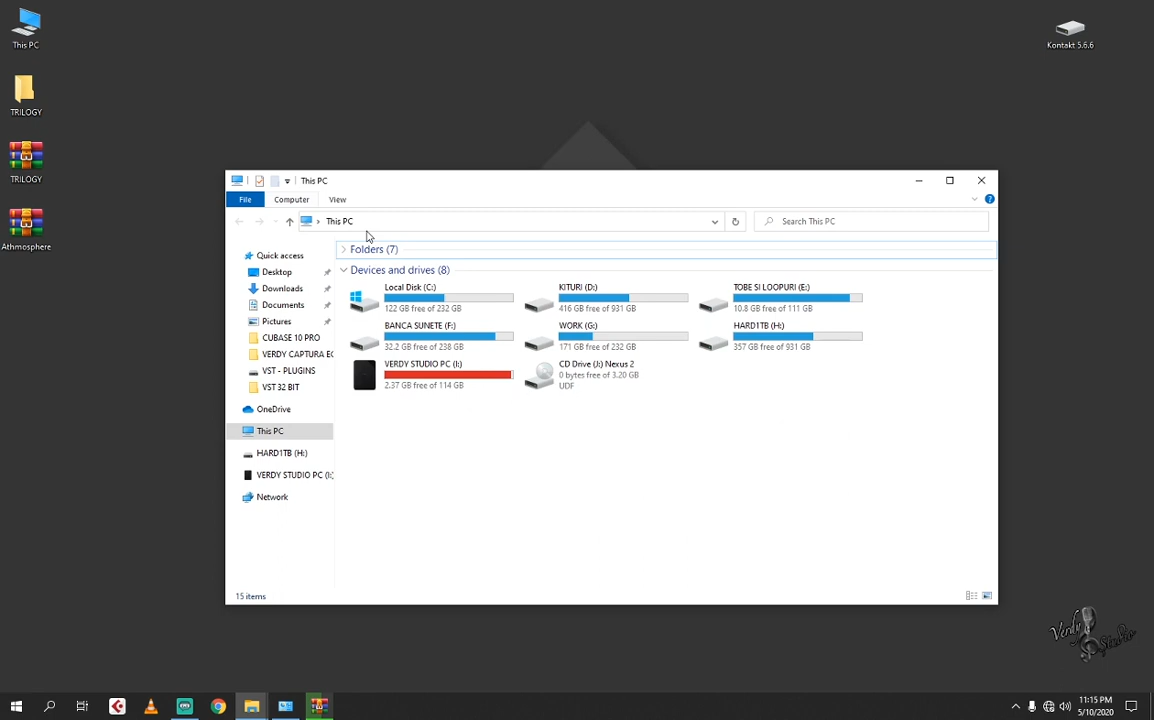 This PC
Kontakt 5.6.6
TRILOGY
TRILOGY
Athmosphere
This PC
File
Computer
View
This PC
Search This PC
Quick access
Desktop
Downloads
Documents
Pictures
CUBASE 10 PRO
VERDY CAPTURA EC
VST - PLUGINS
VST 32 BIT
OneDrive
This PC
HARD1TB (H:)
VERDY STUDIO PC (I:)
Network
Folders (7)
Devices and drives (8)
Local Disk (C:)
122 GB free of 232 GB
KITURI (D:)
416 GB free of 931 GB
TOBE SI LOOPURI (E:)
10.8 GB free of 111 GB
BANCA SUNETE (F:)
32.2 GB free of 238 GB
WORK (G:)
171 GB free of 232 GB
HARD1TB (H:)
357 GB free of 931 GB
VERDY STUDIO PC (I:)
2.37 GB free of 114 GB
CD Drive (J:) Nexus 2
0 bytes free of 3.20 GB
UDF
15 items
Verdy Studio
11:15 PM
5/10/2020